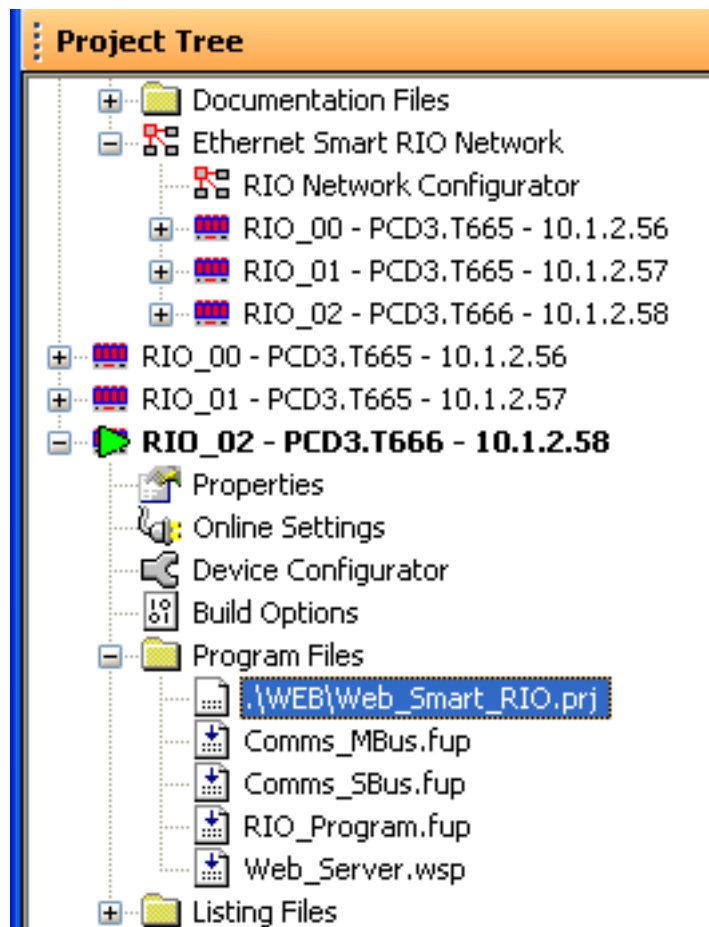 Project Tree
Documentation Files
Ethernet Smart RIO Network
RIO Network Configurator
RIO_00 - PCD3.T665 - 10.1.2.56
RIO_01 - PCD3.T665 - 10.1.2.57
RIO_02 - PCD3.T666 - 10.1.2.58
RIO_00 - PCD3.T665 - 10.1.2.56
RIO_01 - PCD3.T665 - 10.1.2.57
RIO_02 - PCD3.T666 - 10.1.2.58
Properties
Online Settings
Device Configurator
Build Options
Program Files
.\WEB\Web_Smart_RIO.prj
Comms_MBus.fup
Comms_SBus.fup
RIO_Program.fup
Web_Server.wsp
Listing Files